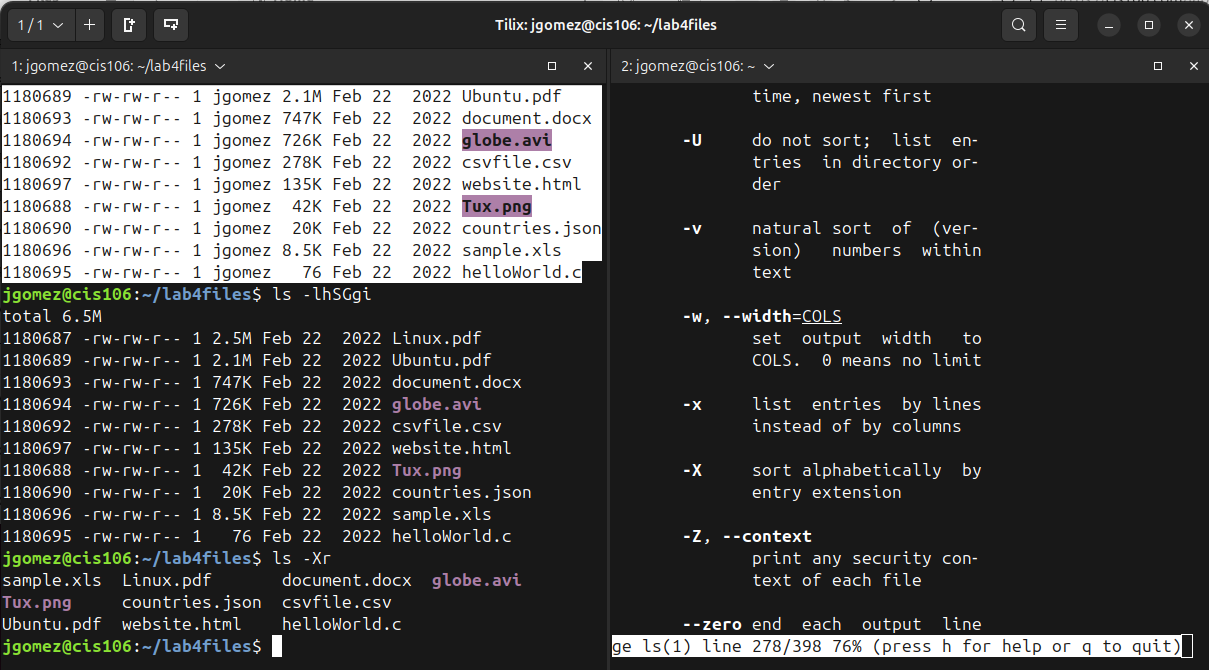 1 / 1
Tilix: jgomez@cis106: ~/lab4files
1: jgomez@cis106: ~/lab4files
1180689 -rw-rw-r-- 1 jgomez 2.1M Feb 22  2022 Ubuntu.pdf
1180693 -rw-rw-r-- 1 jgomez 747K Feb 22  2022 document.docx
1180694 -rw-rw-r-- 1 jgomez 726K Feb 22  2022 globe.avi
1180692 -rw-rw-r-- 1 jgomez 278K Feb 22  2022 csvfile.csv
1180697 -rw-rw-r-- 1 jgomez 135K Feb 22  2022 website.html
1180688 -rw-rw-r-- 1 jgomez  42K Feb 22  2022 Tux.png
1180690 -rw-rw-r-- 1 jgomez  20K Feb 22  2022 countries.json
1180696 -rw-rw-r-- 1 jgomez 8.5K Feb 22  2022 sample.xls
1180695 -rw-rw-r-- 1 jgomez   76 Feb 22  2022 helloWorld.c
jgomez@cis106:~/lab4files$ ls -lhSGgi
total 6.5M
1180687 -rw-rw-r-- 1 2.5M Feb 22  2022 Linux.pdf
1180689 -rw-rw-r-- 1 2.1M Feb 22  2022 Ubuntu.pdf
1180693 -rw-rw-r-- 1 747K Feb 22  2022 document.docx
1180694 -rw-rw-r-- 1 726K Feb 22  2022 globe.avi
1180692 -rw-rw-r-- 1 278K Feb 22  2022 csvfile.csv
1180697 -rw-rw-r-- 1 135K Feb 22  2022 website.html
1180688 -rw-rw-r-- 1  42K Feb 22  2022 Tux.png
1180690 -rw-rw-r-- 1  20K Feb 22  2022 countries.json
1180696 -rw-rw-r-- 1 8.5K Feb 22  2022 sample.xls
1180695 -rw-rw-r-- 1   76 Feb 22  2022 helloWorld.c
jgomez@cis106:~/lab4files$ ls -Xr
sample.xls  Linux.pdf       document.docx  globe.avi
Tux.png     countries.json  csvfile.csv
Ubuntu.pdf  website.html    helloWorld.c
jgomez@cis106:~/lab4files$
2: jgomez@cis106: ~
time, newest first
-U     do not sort;  list  en-
tries  in directory or-
der
-v     natural sort  of  (ver-
sion)   numbers  within
text
-w, --width=COLS
set  output  width   to
COLS.  0 means no limit
-x     list  entries  by lines
instead of by columns
-X     sort alphabetically  by
entry extension
-Z, --context
print any security con-
text of each file
--zero end  each  output  line
ge ls(1) line 278/398 76% (press h for help or q to quit)